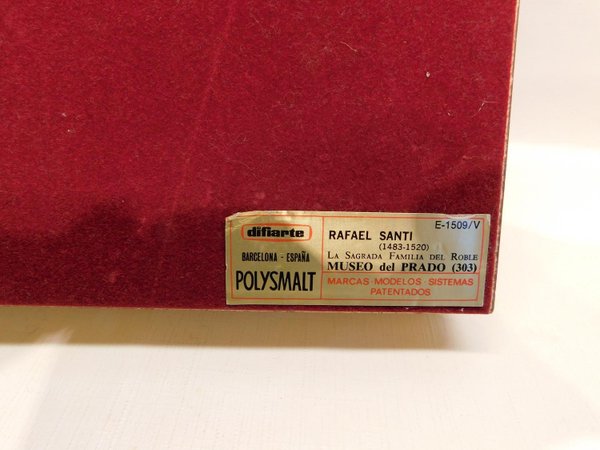 difiarte
BARCELONA - ESPAÑA
POLYSMALT
E-1509/V
RAFAEL SANTI
(1483-1520)
LA SAGRADA FAMILIA DEL ROBLE
MUSEO del PRADO (303)
MARCAS-MODELOS SISTEMAS
PATENTADOS